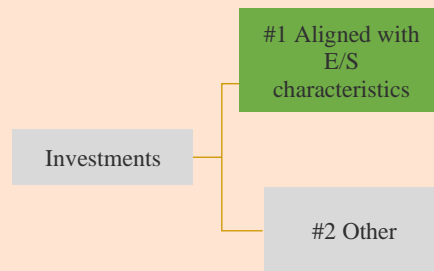 #1 Aligned with
E/S
characteristics
Investments
#2 Other